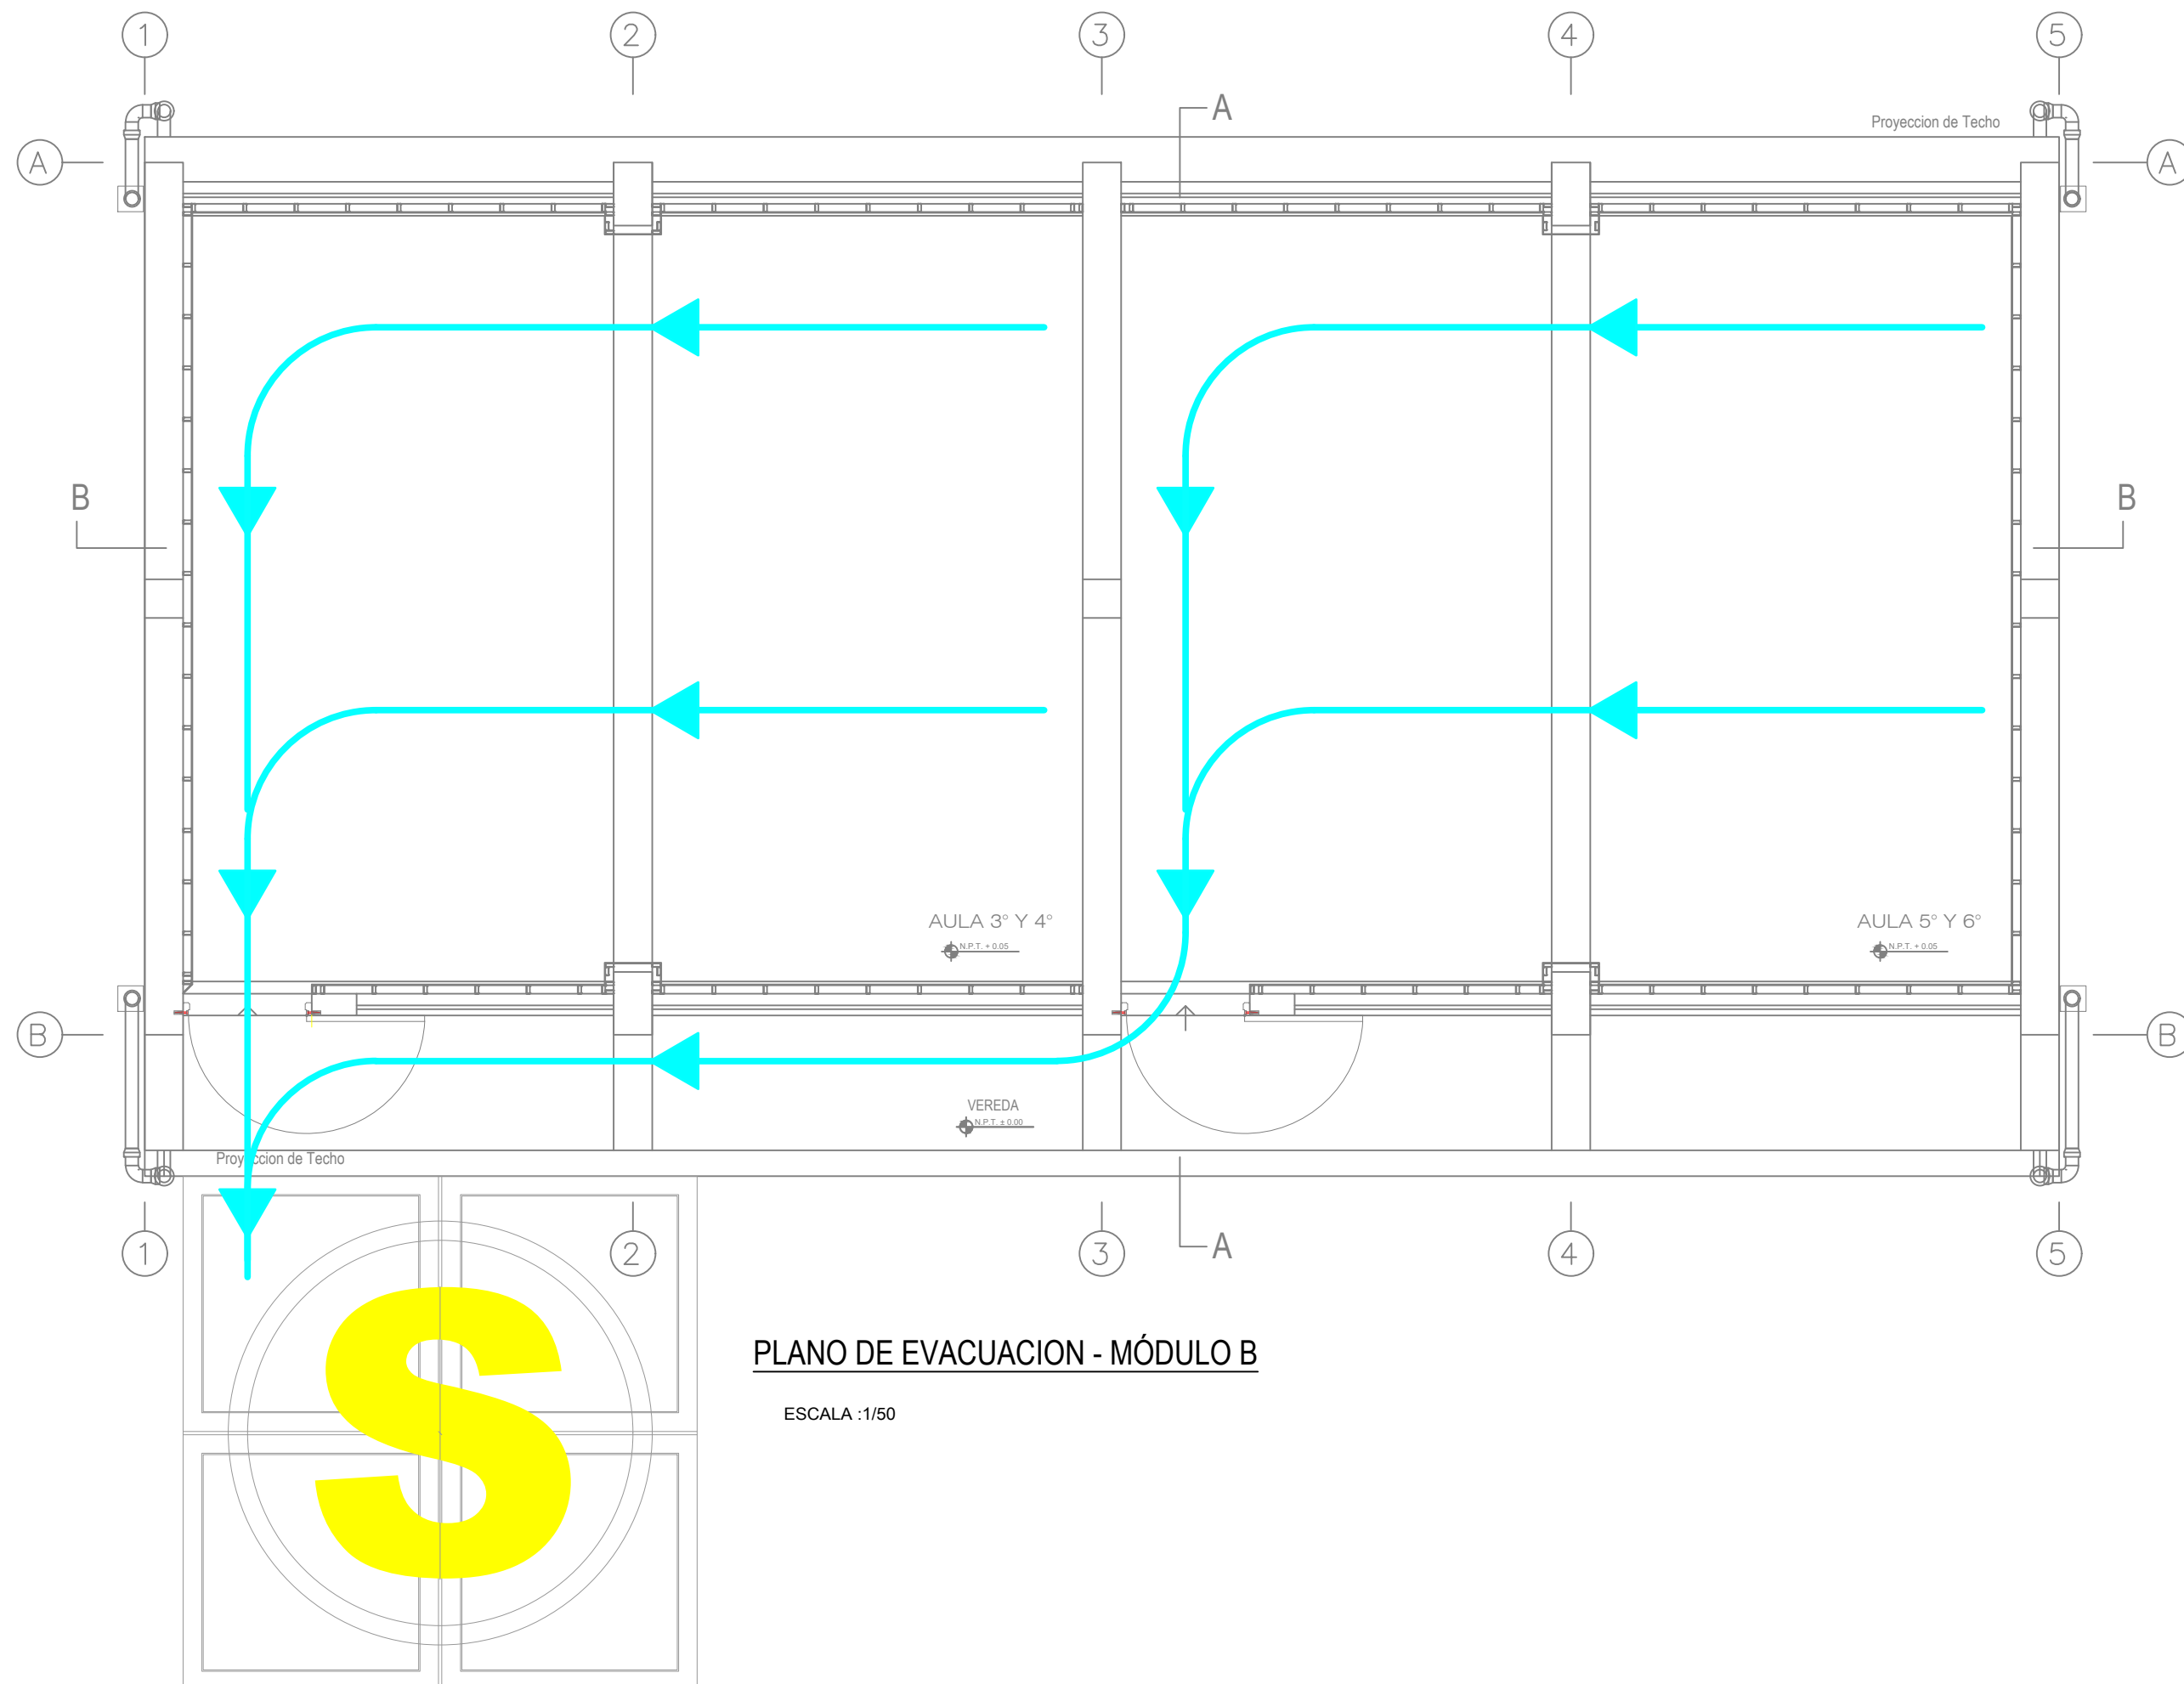 1 2 3 4 5
A
Proyeccion de Techo
A A
B B
AULA 3° Y 4°
N.P.T. + 0.05
AULA 5° Y 6°
N.P.T. + 0.05
B B
VEREDA
N.P.T. ± 0.00
Proyeccion de Techo
1 2 3 4 5
A
S
PLANO DE EVACUACION - MÓDULO B
ESCALA :1/50